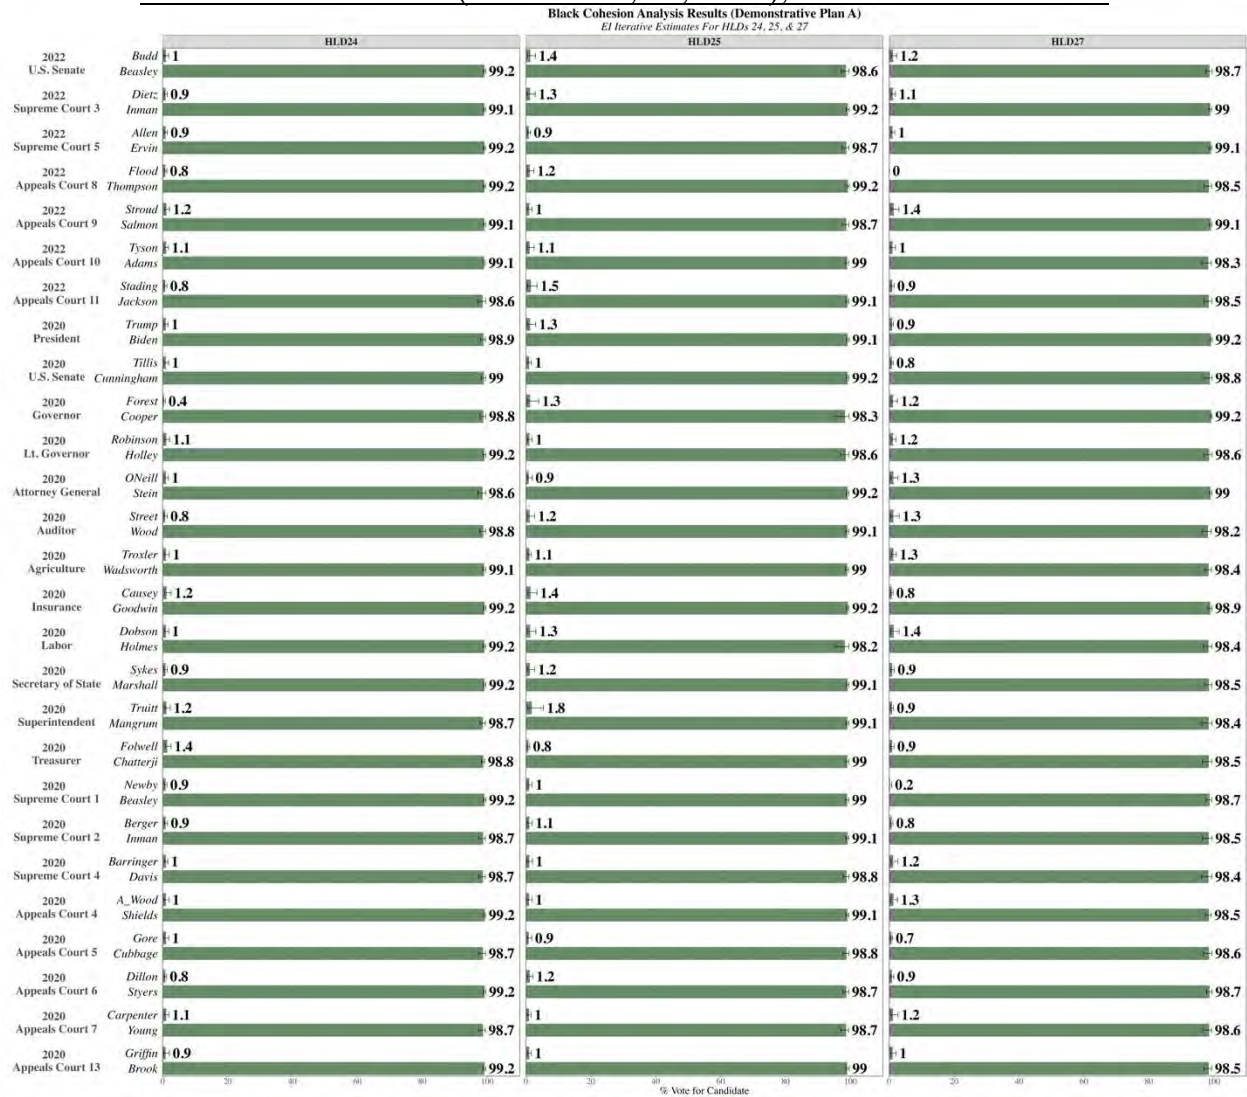 Black Cohesion Analysis Results (Demonstrative Plan A)
EI Iterative Estimates For HLDs 24, 25, & 27
HLD24 HLD25 HLD27
2022 Budd 1 1.4 1.2
U.S. Senate Beasley 99.2 98.6 98.7
2022 Dietz 0.9 1.3 1.1
Supreme Court 3 Inman 99.1 99.2 99
2022 Allen 0.9 0.9 1
Supreme Court 5 Ervin 99.2 98.7 99.1
2022 Flood 0.8 1.2 0
Appeals Court 8 Thompson 99.2 99.2 98.5
2022 Stroud 1.2 1 1.4
Appeals Court 9 Salmon 99.1 98.7 99.1
2022 Tyson 1.1 1.1 1
Appeals Court 10 Adams 99.1 99 98.3
2022 Stading 0.8 1.5 0.9
Appeals Court 11 Jackson 98.6 99.1 98.5
2020 Trump 1 1.3 0.9
President Biden 98.9 99.1 99.2
2020 Tillis 1 1 0.8
U.S. Senate Cunningham 99 99.2 98.8
2020 Forest 0.4 1.3 1.2
Governor Cooper 98.8 98.3 99.2
2020 Robinson 1.1 1 1.2
Lt. Governor Holley 99.2 98.6 98.6
2020 ONeill 1 0.9 1.3
Attorney General Stein 98.6 99.2 99
2020 Street 0.8 1.2 1.3
Auditor Wood 98.8 99.1 98.2
2020 Troxler 1 1.1 1.3
Agriculture Wadsworth 99.1 99 98.4
2020 Causey 1.2 1.4 0.8
Insurance Goodwin 99.2 99.2 98.9
2020 Dobson 1 1.3 1.4
Labor Holmes 99.2 98.2 98.4
2020 Sykes 0.9 1.2 0.9
Secretary of State Marshall 99.2 99.1 98.5
2020 Truitt 1.2 1.8 0.9
Superintendent Mangrum 98.7 99.1 98.4
2020 Folwell 1.4 0.8 0.9
Treasurer Chatterji 98.8 99 98.5
2020 Newby 0.9 1 0.2
Supreme Court 1 Beasley 99.2 99 98.7
2020 Berger 0.9 1.1 0.8
Supreme Court 2 Inman 98.7 99.1 98.5
2020 Barringer 1 1 1.2
Supreme Court 4 Davis 98.7 98.8 98.4
2020 A_Wood 1 1 1.3
Appeals Court 4 Shields 99.2 99.1 98.5
2020 Gore 1 0.9 0.7
Appeals Court 5 Cubbage 98.7 98.8 98.6
2020 Dillon 0.8 1.2 0.9
Appeals Court 6 Styers 99.2 98.7 98.7
2020 Carpenter 1.1 1 1.2
Appeals Court 7 Young 98.7 98.7 98.6
2020 Griffin 0.9 1 1
Appeals Court 13 Brook 99.2 99 98.5
0 20 40 60 80 100 0 20 40 60 80 100 0 20 40 60 80 100
% Vote for Candidate